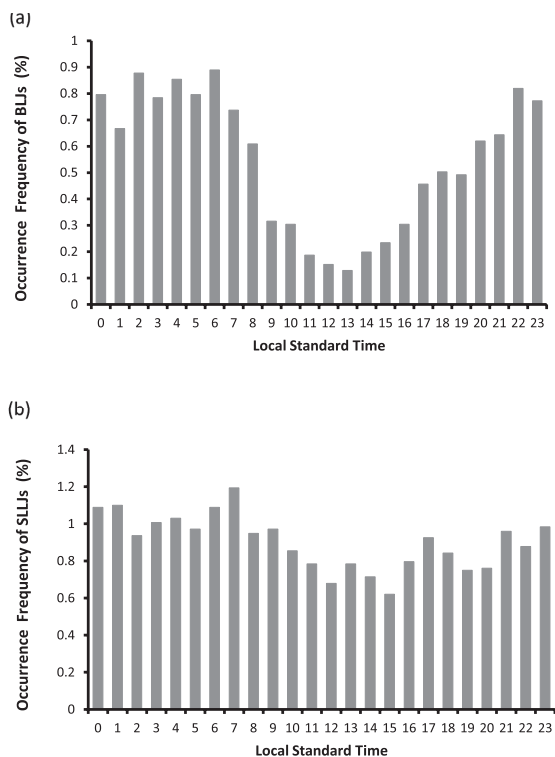 (a)
Occurrence Frequency of BLJs (%)
1
0.9
0.8
0.7
0.6
0.5
0.4
0.3
0.2
0.1
0
0 1 2 3 4 5 6 7 8 9 10 11 12 13 14 15 16 17 18 19 20 21 22 23
Local Standard Time
(b)
Occurrence Frequency of SLLJs (%)
1.4
1.2
1
0.8
0.6
0.4
0.2
0
0 1 2 3 4 5 6 7 8 9 10 11 12 13 14 15 16 17 18 19 20 21 22 23
Local Standard Time